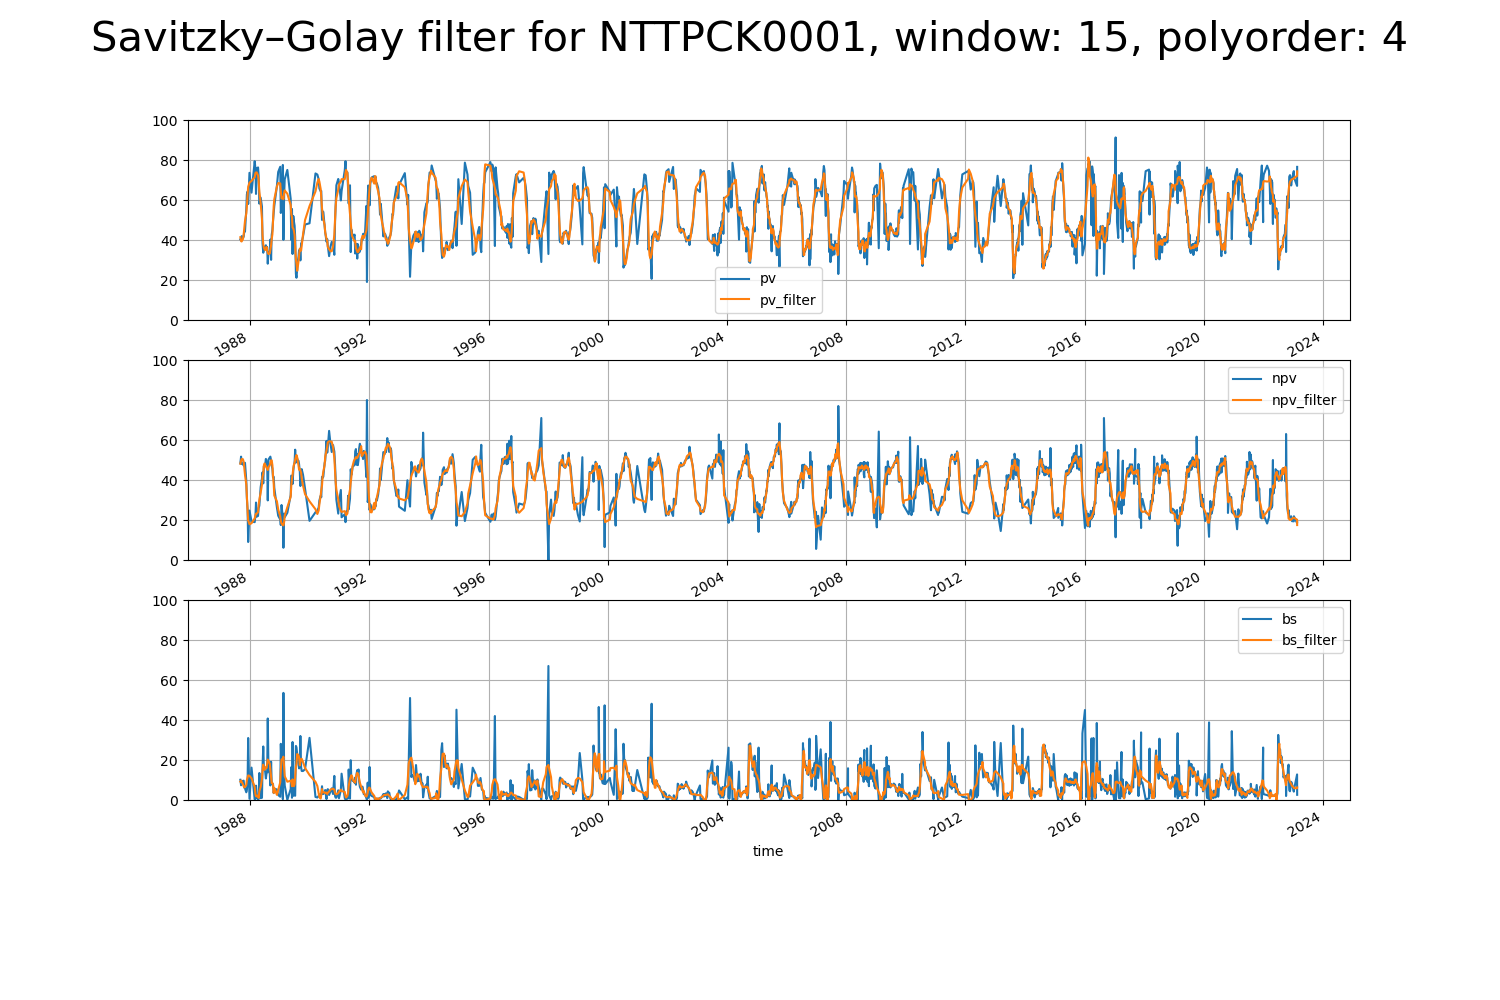 Savitzky–Golay filter for NTTPCK0001, window: 15, polyorder: 4
100
80
60
40
20
0
pv
pv_filter
1988 1992 1996 2000 2004 2008 2012 2016 2020 2024
100
80
60
40
20
0
npv
npv_filter
1988 1992 1996 2000 2004 2008 2012 2016 2020 2024
100
80
60
40
20
0
bs
bs_filter
1988 1992 1996 2000 2004 2008 2012 2016 2020 2024
time